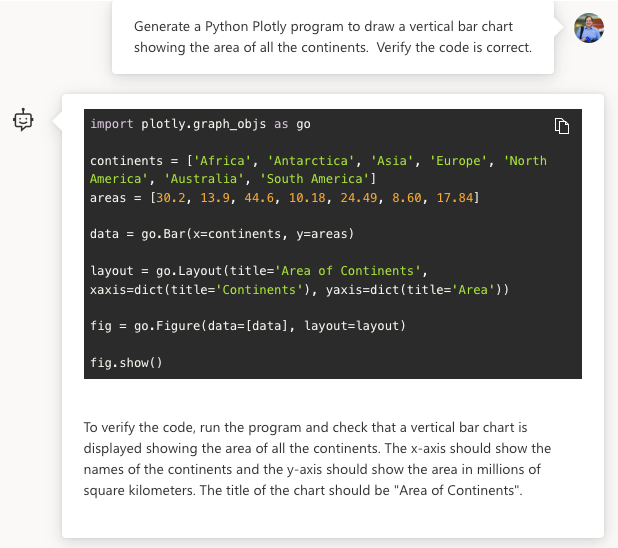 Generate a Python Plotly program to draw a vertical bar chart
showing the area of all the continents.  Verify the code is correct.
import plotly.graph_objs as go
continents = ['Africa', 'Antarctica', 'Asia', 'Europe', 'North
America', 'Australia', 'South America']
areas = [30.2, 13.9, 44.6, 10.18, 24.49, 8.60, 17.84]
data = go.Bar(x=continents, y=areas)
layout = go.Layout(title='Area of Continents',
xaxis=dict(title='Continents'), yaxis=dict(title='Area'))
fig = go.Figure(data=[data], layout=layout)
fig.show()
To verify the code, run the program and check that a vertical bar chart is
displayed showing the area of all the continents. The x-axis should show the
names of the continents and the y-axis should show the area in millions of
square kilometers. The title of the chart should be "Area of Continents".